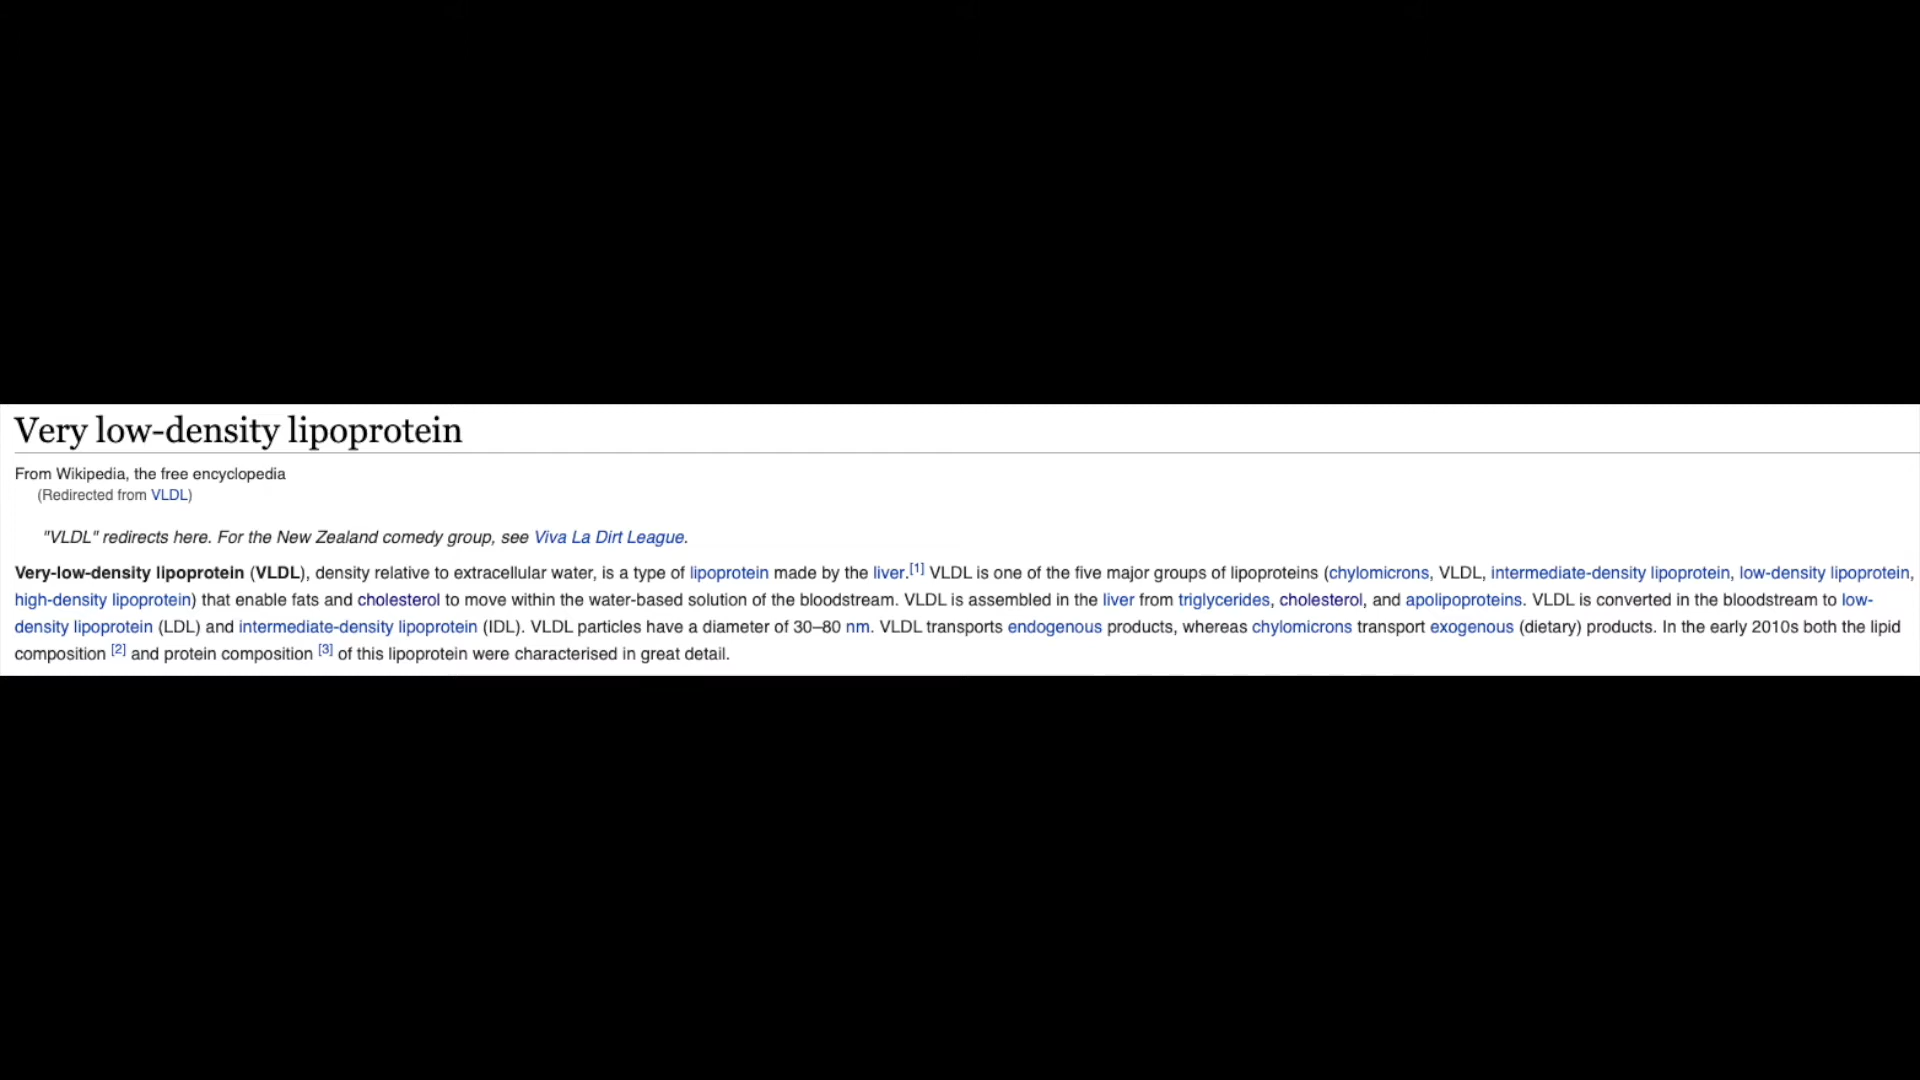 Very low-density lipoprotein
From Wikipedia, the free encyclopedia
(Redirected from VLDL)
"VLDL" redirects here. For the New Zealand comedy group, see Viva La Dirt League.
Very-low-density lipoprotein (VLDL), density relative to extracellular water, is a type of lipoprotein made by the liver.[1] VLDL is one of the five major groups of lipoproteins (chylomicrons, VLDL, intermediate-density lipoprotein, low-density lipoprotein,
high-density lipoprotein) that enable fats and cholesterol to move within the water-based solution of the bloodstream. VLDL is assembled in the liver from triglycerides, cholesterol, and apolipoproteins. VLDL is converted in the bloodstream to low-
density lipoprotein (LDL) and intermediate-density lipoprotein (IDL). VLDL particles have a diameter of 30–80 nm. VLDL transports endogenous products, whereas chylomicrons transport exogenous (dietary) products. In the early 2010s both the lipid
composition [2] and protein composition [3] of this lipoprotein were characterised in great detail.